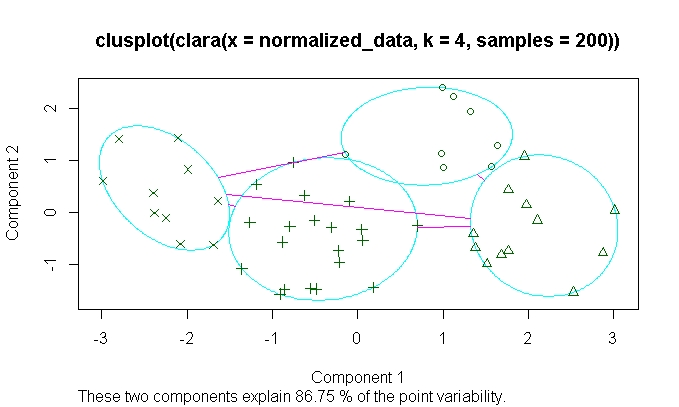 clusplot(clara(x = normalized_data, k = 4, samples = 200))
Component 2
2
1
0
-1
-3
-2
-1
0
1
2
3
Component 1
These two components explain 86.75 % of the point variability.